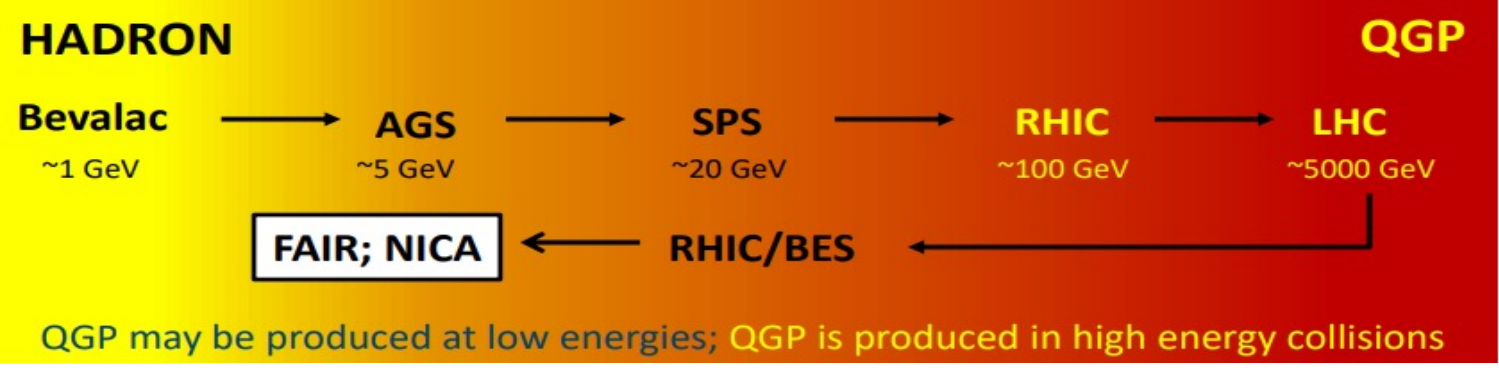 HADRON QGP
Bevalac AGS SPS RHIC LHC
~1 GeV ~5 GeV ~20 GeV ~100 GeV ~5000 GeV
FAIR; NICA RHIC/BES
QGP may be produced at low energies; QGP is produced in high energy collisions